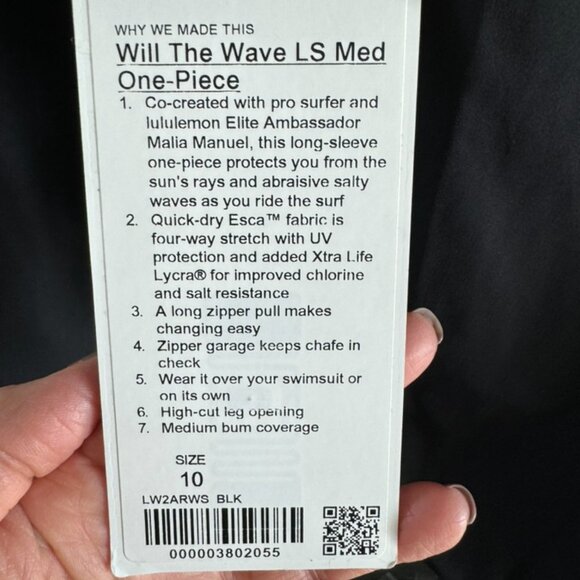 WHY WE MADE THIS
Will The Wave LS Med
One-Piece
1. Co-created with pro surfer and
lululemon Elite Ambassador
Malia Manuel, this long-sleeve
one-piece protects you from the
sun's rays and abraisive salty
waves as you ride the surf
2. Quick-dry Esca™ fabric is
four-way stretch with UV
protection and added Xtra Life
Lycra® for improved chlorine
and salt resistance
3. A long zipper pull makes
changing easy
4. Zipper garage keeps chafe in
check
5. Wear it over your swimsuit or
on its own
6. High-cut leg opening
7. Medium bum coverage
SIZE
10
LW2ARWS BLK
000003802055